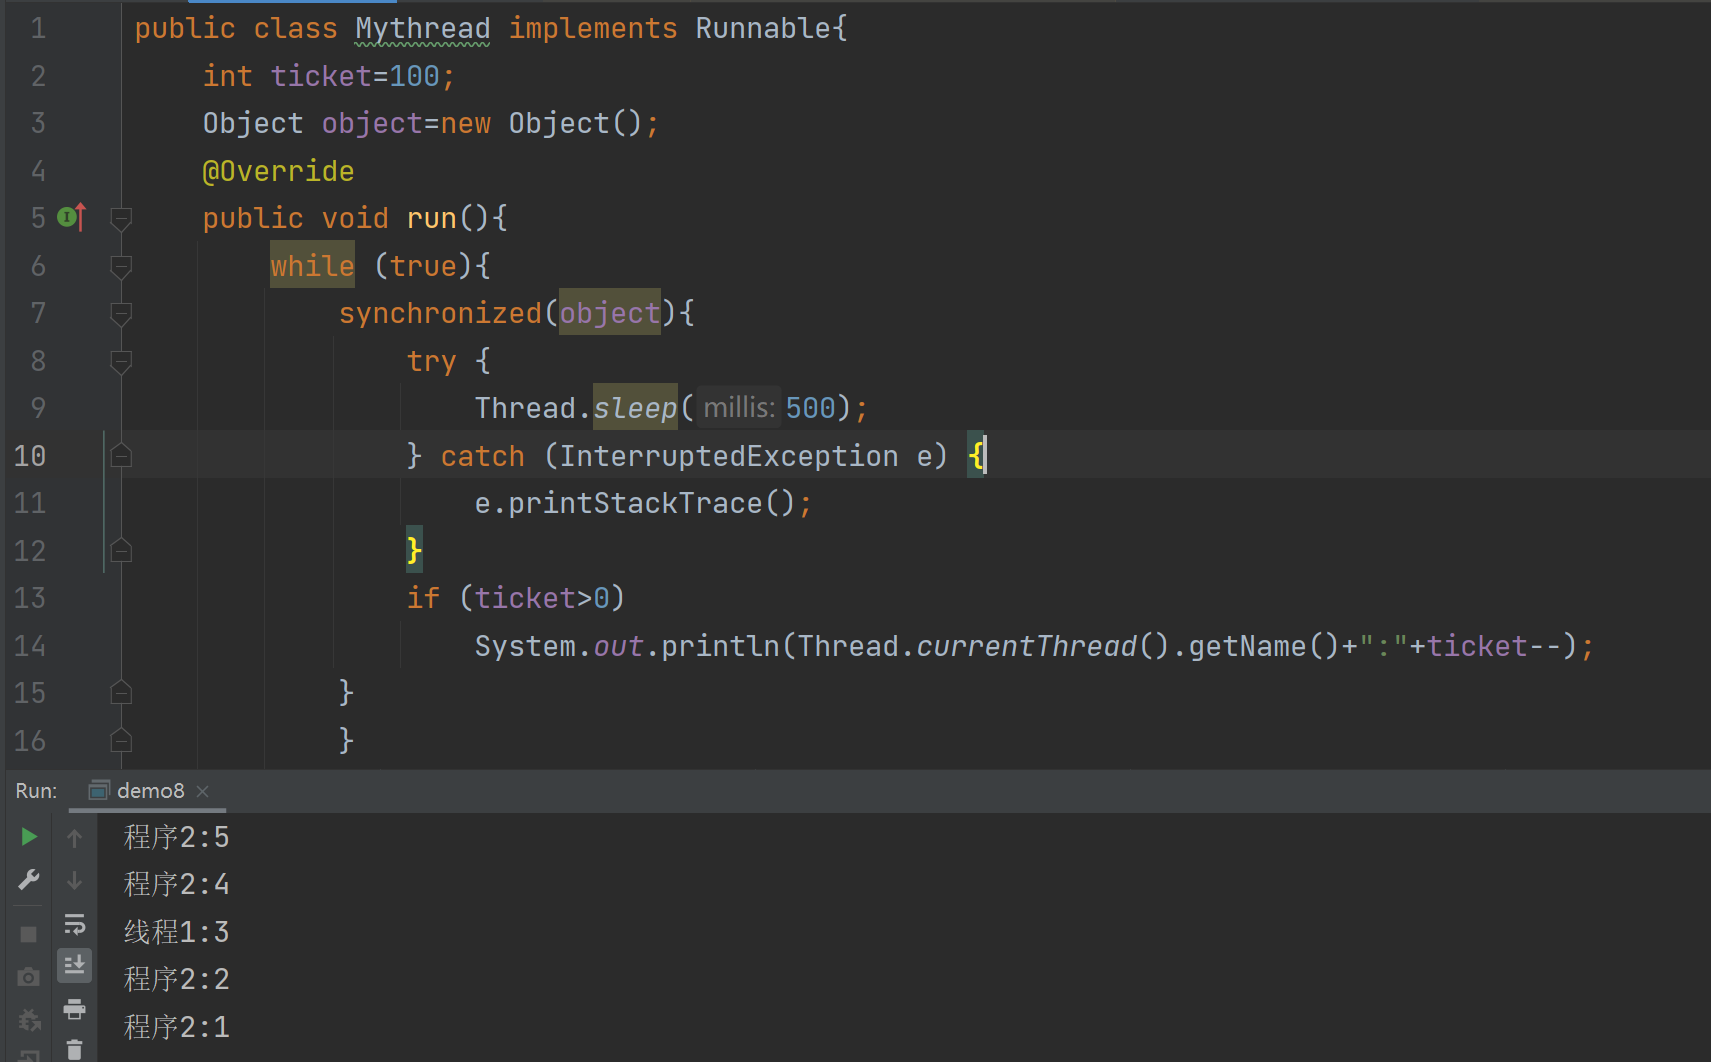 1 public class Mythread implements Runnable{
2 int ticket=100;
3 Object object=new Object();
4 @Override
5 public void run(){
6 while (true){
7 synchronized(object){
8 try {
9 Thread.sleep( millis: 500);
10 } catch (InterruptedException e) {
11 e.printStackTrace();
12 }
13 if (ticket>0)
14 System.out.println(Thread.currentThread().getName()+":"+ticket--);
15 }
16 }
Run: demo8 ×
程序2:5
程序2:4
线程1:3
程序2:2
程序2:1